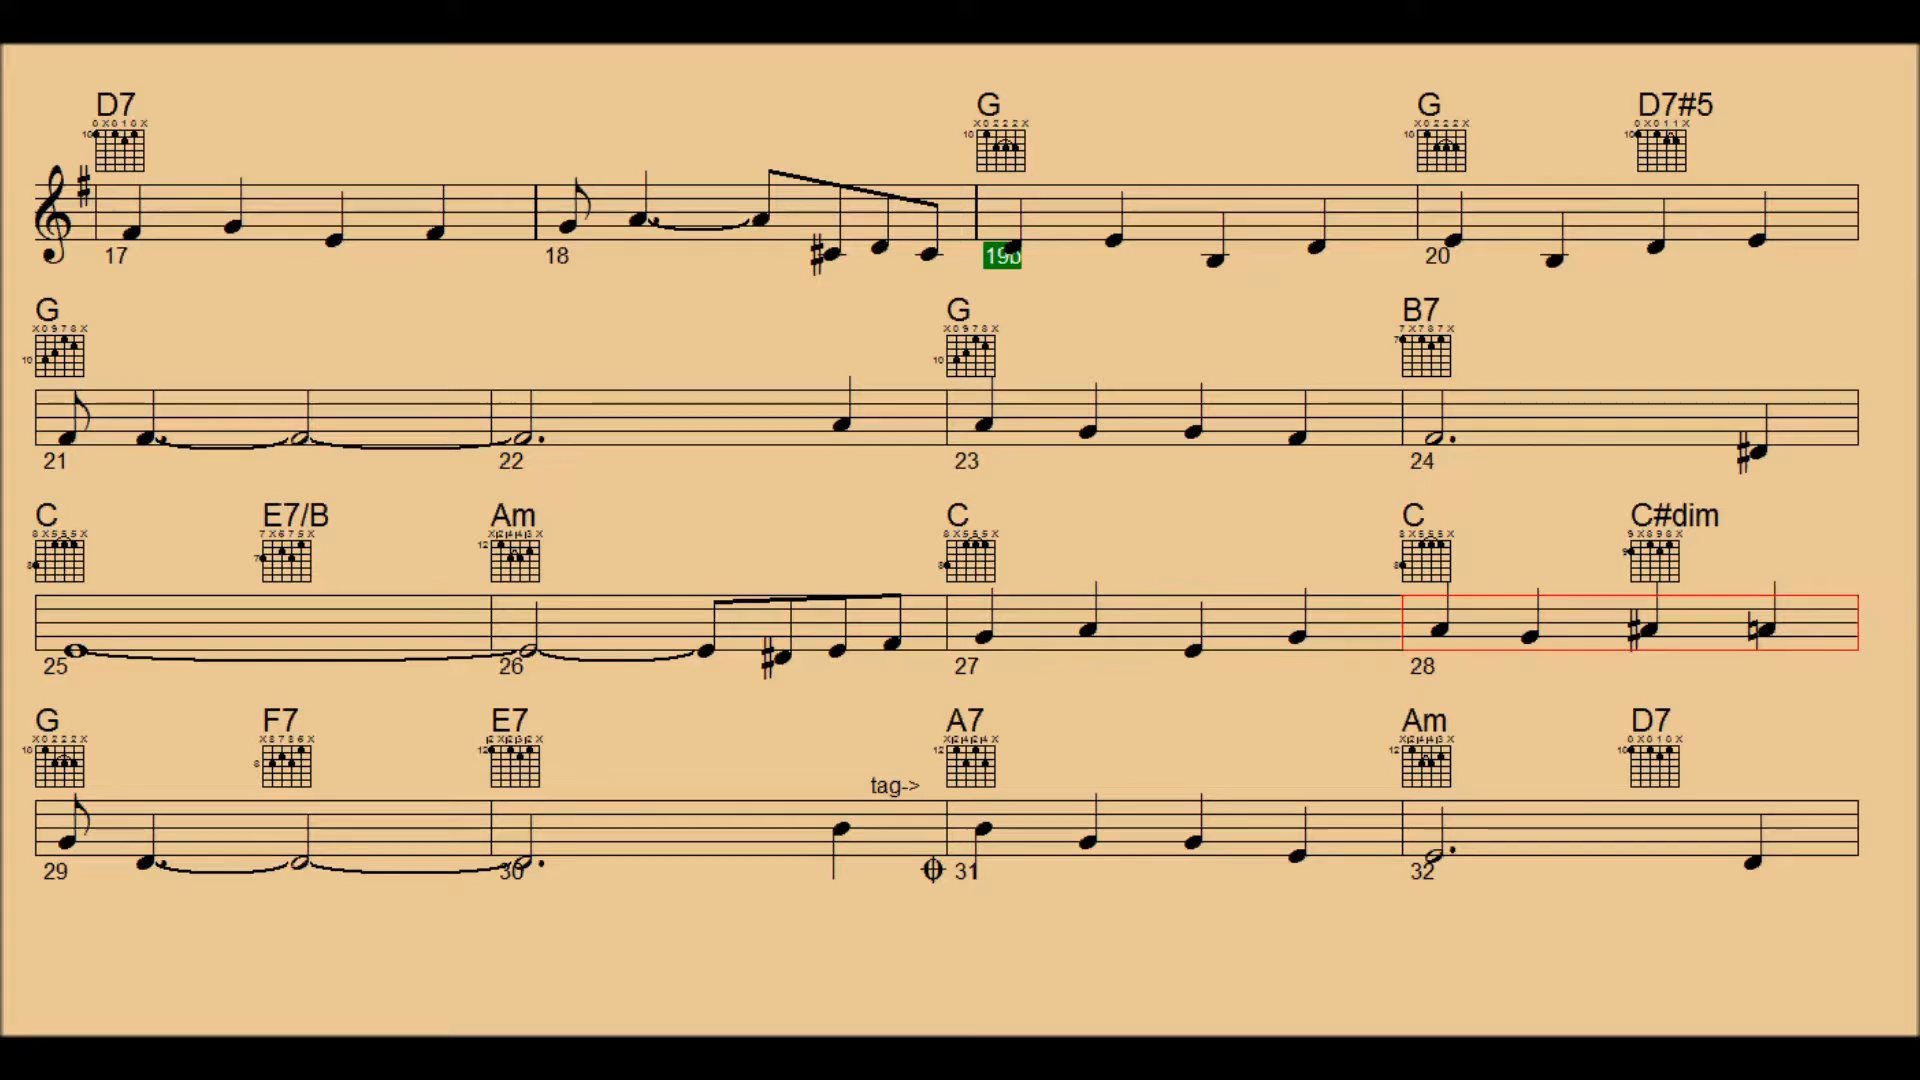 D7 G G D7#5
17 18 19b 20
G G B7
21 22 23 24
C E7/B Am C C C#dim
25 26 27 28
G F7 E7 A7 Am D7
tag->
29 30 31 32